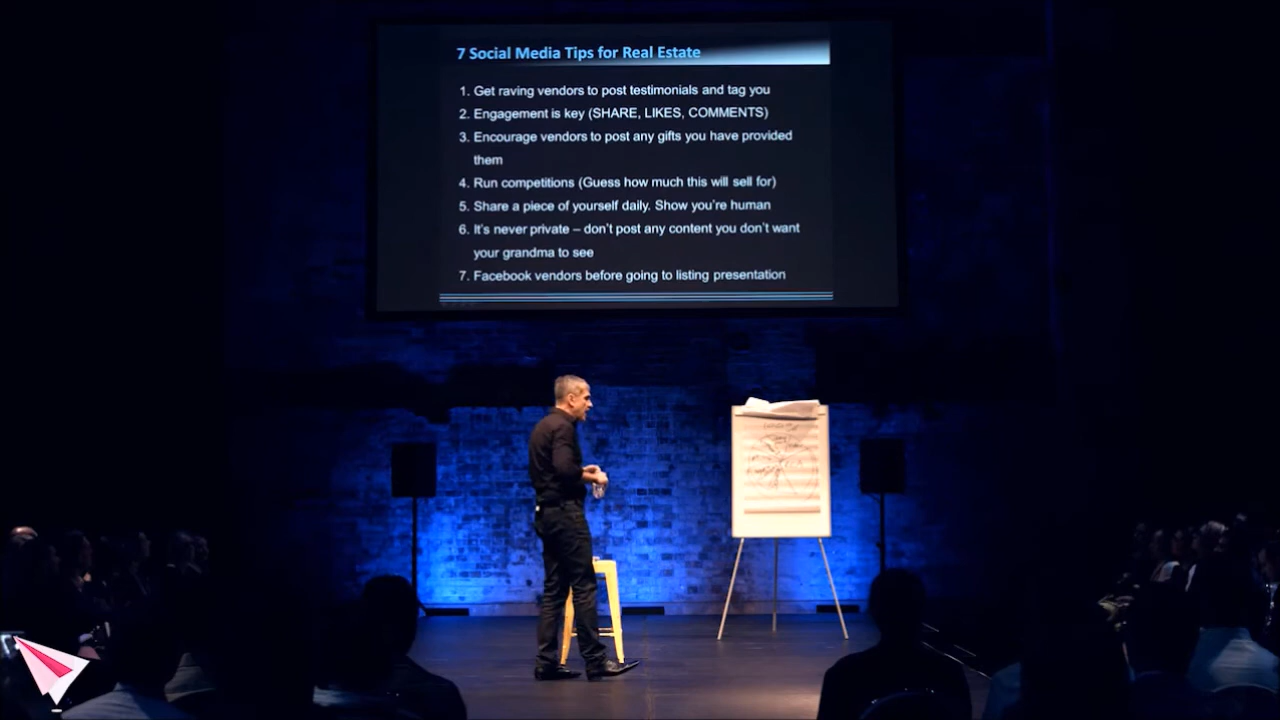 7 Social Media Tips for Real Estate
1. Get raving vendors to post testimonials and tag you
2. Engagement is key (SHARE, LIKES, COMMENTS)
3. Encourage vendors to post any gifts you have provided
them
4. Run competitions (Guess how much this will sell for)
5. Share a piece of yourself daily. Show you're human
6. It's never private – don't post any content you don't want
your grandma to see
7. Facebook vendors before going to listing presentation